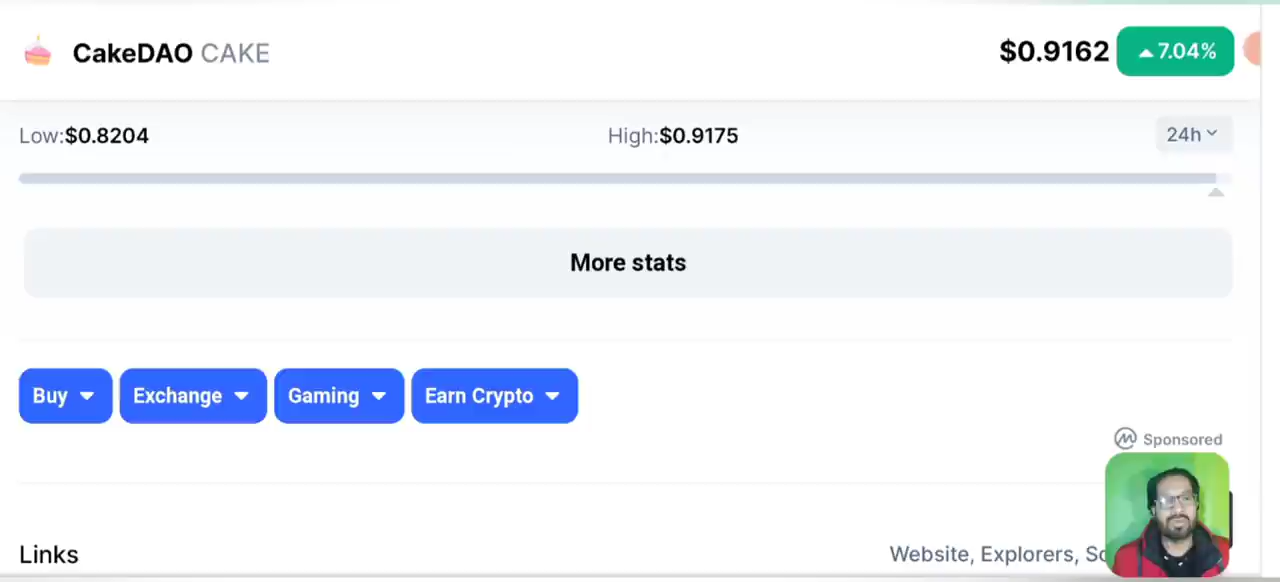 CakeDAO CAKE $0.9162 7.04%
Low:$0.8204 High:$0.9175 24h
More stats
Buy Exchange Gaming Earn Crypto
Sponsored
Links Website, Explorers,